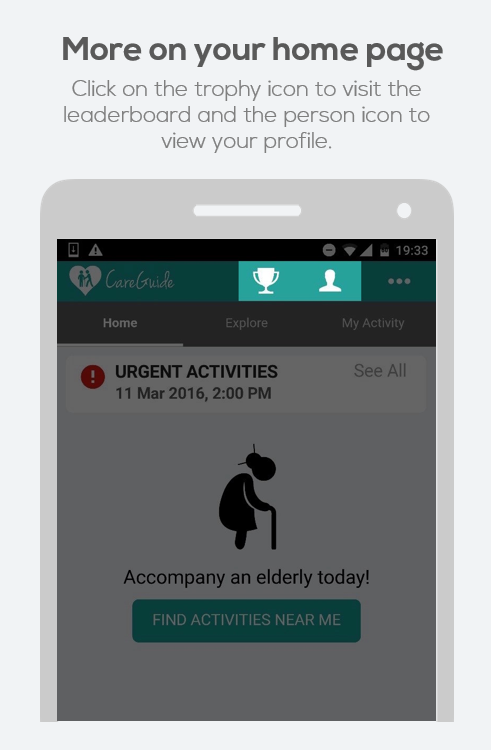 More on your home page
Click on the trophy icon to visit the
leaderboard and the person icon to
view your profile.
19:33
CareGuide
Home Explore My Activity
URGENT ACTIVITIES See All
11 Mar 2016, 2:00 PM
Accompany an elderly today!
FIND ACTIVITIES NEAR ME